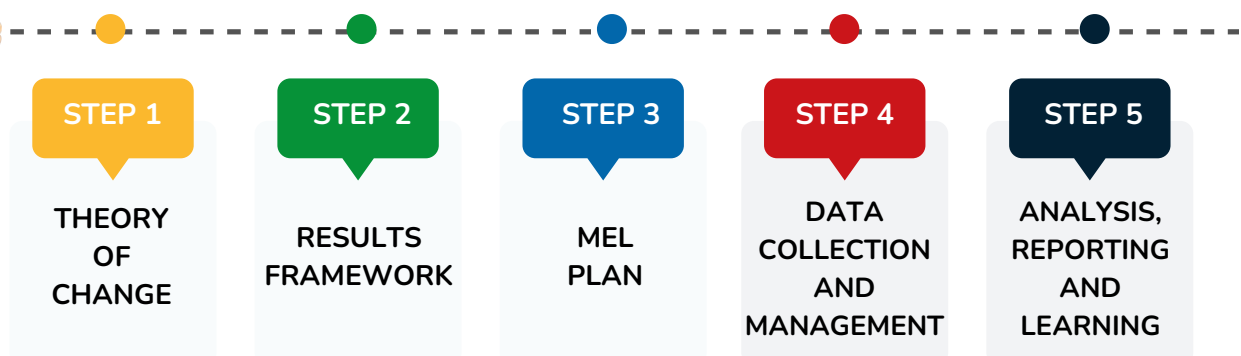 STEP 1
THEORY
OF
CHANGE
STEP 2
RESULTS
FRAMEWORK
STEP 3
MEL
PLAN
STEP 4
DATA
COLLECTION
AND
MANAGEMENT
STEP 5
ANALYSIS,
REPORTING
AND
LEARNING